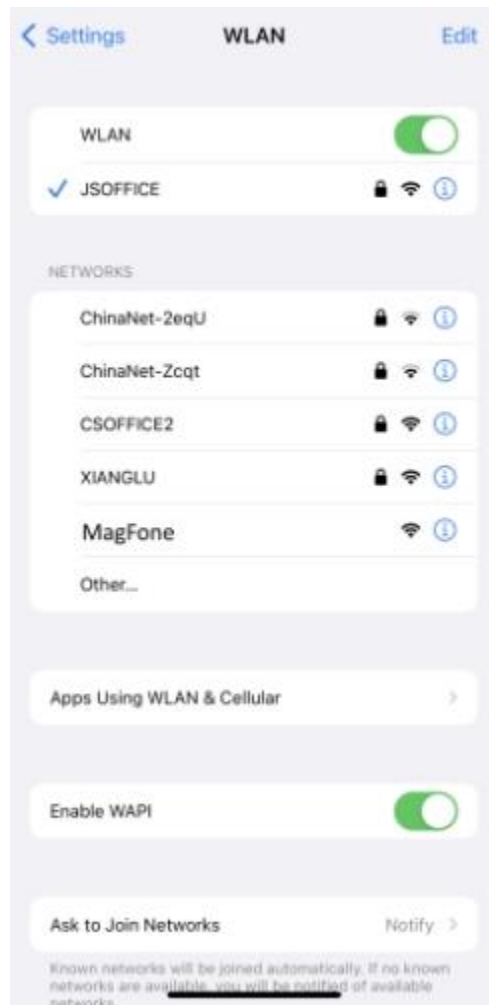 Settings WLAN Edit
WLAN
JSOFFICE
NETWORKS
ChinaNet-2eqU
ChinaNet-Zcqt
CSOFFICE2
XIANGLU
MagFone
Other...
Apps Using WLAN & Cellular
Enable WAPI
Ask to Join Networks Notify
Known networks will be joined automatically. If no known
networks are available, you will be notified of available
networks.